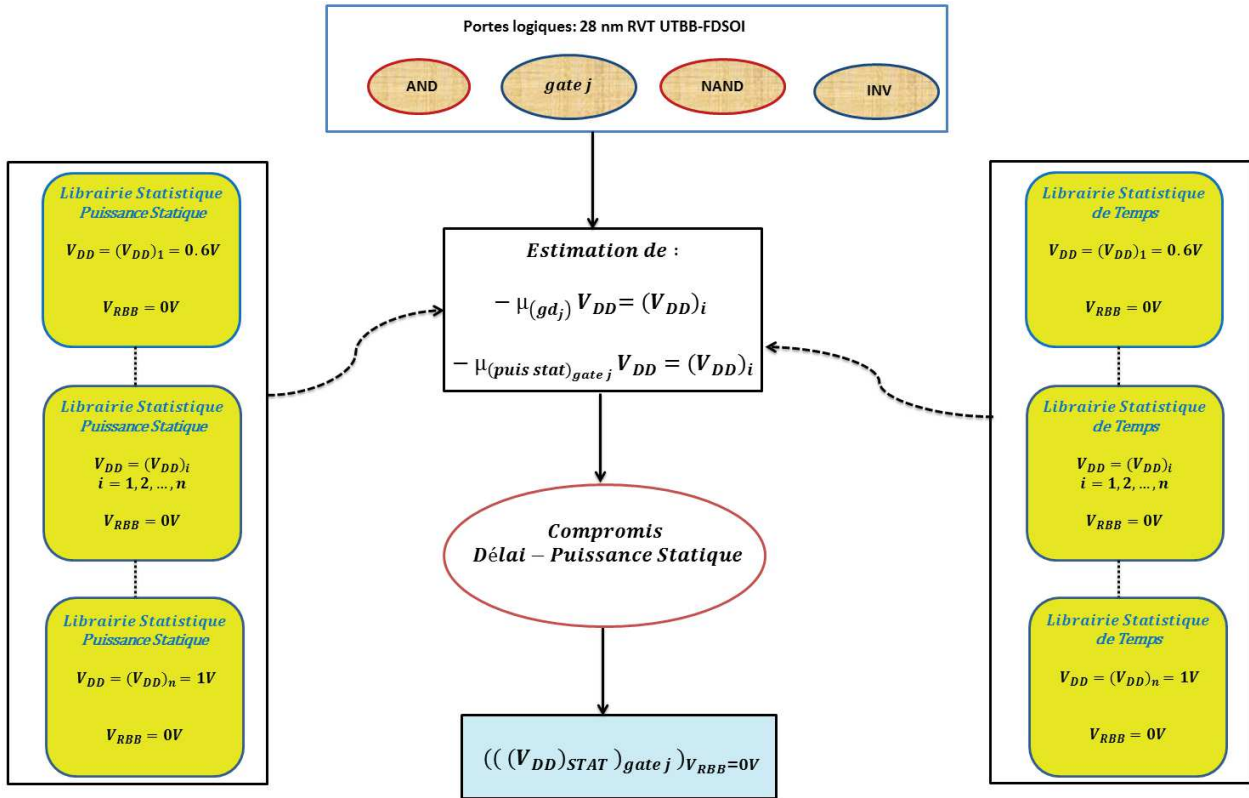 Portes logiques: 28 nm RVT UTBB-FDSOI
AND
gate j
NAND
INV
Librairie Statistique
Puissance Statique
V_DD = (V_DD)_1 = 0.6V
V_RBB = 0V
Librairie Statistique
Puissance Statique
V_DD = (V_DD)_i
i = 1, 2, ..., n
V_RBB = 0V
Librairie Statistique
Puissance Statique
V_DD = (V_DD)_n = 1V
V_RBB = 0V
Estimation de :
− μ_(gd_j) V_DD = (V_DD)_i
− μ_(puis stat)_gate j V_DD = (V_DD)_i
Compromis
Délai − Puissance Statique
(( (V_DD)_STAT )_gate j )_V_RBB=0V
Librairie Statistique
de Temps
V_DD = (V_DD)_1 = 0.6V
V_RBB = 0V
Librairie Statistique
de Temps
V_DD = (V_DD)_i
i = 1, 2, ..., n
V_RBB = 0V
Librairie Statistique
de Temps
V_DD = (V_DD)_n = 1V
V_RBB = 0V